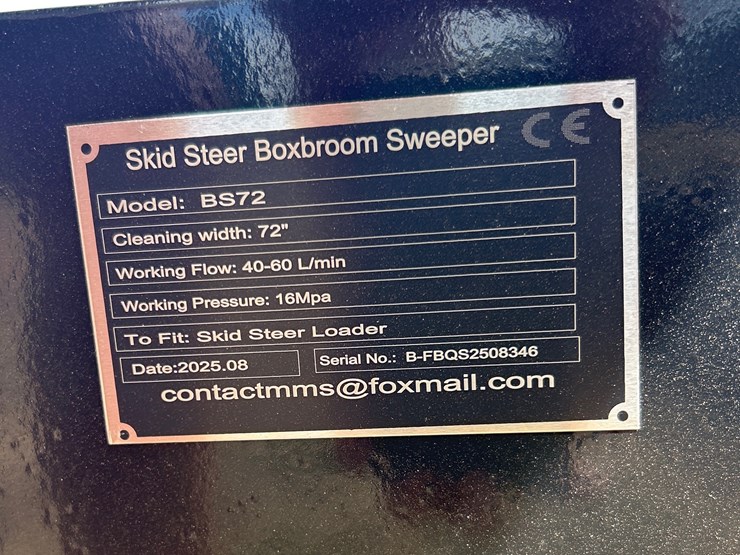 Skid Steer Boxbroom Sweeper CE
Model: BS72
Cleaning width: 72"
Working Flow: 40-60 L/min
Working Pressure: 16Mpa
To Fit: Skid Steer Loader
Date:2025.08 Serial No.: B-FBQS2508346
contactmms@foxmail.com